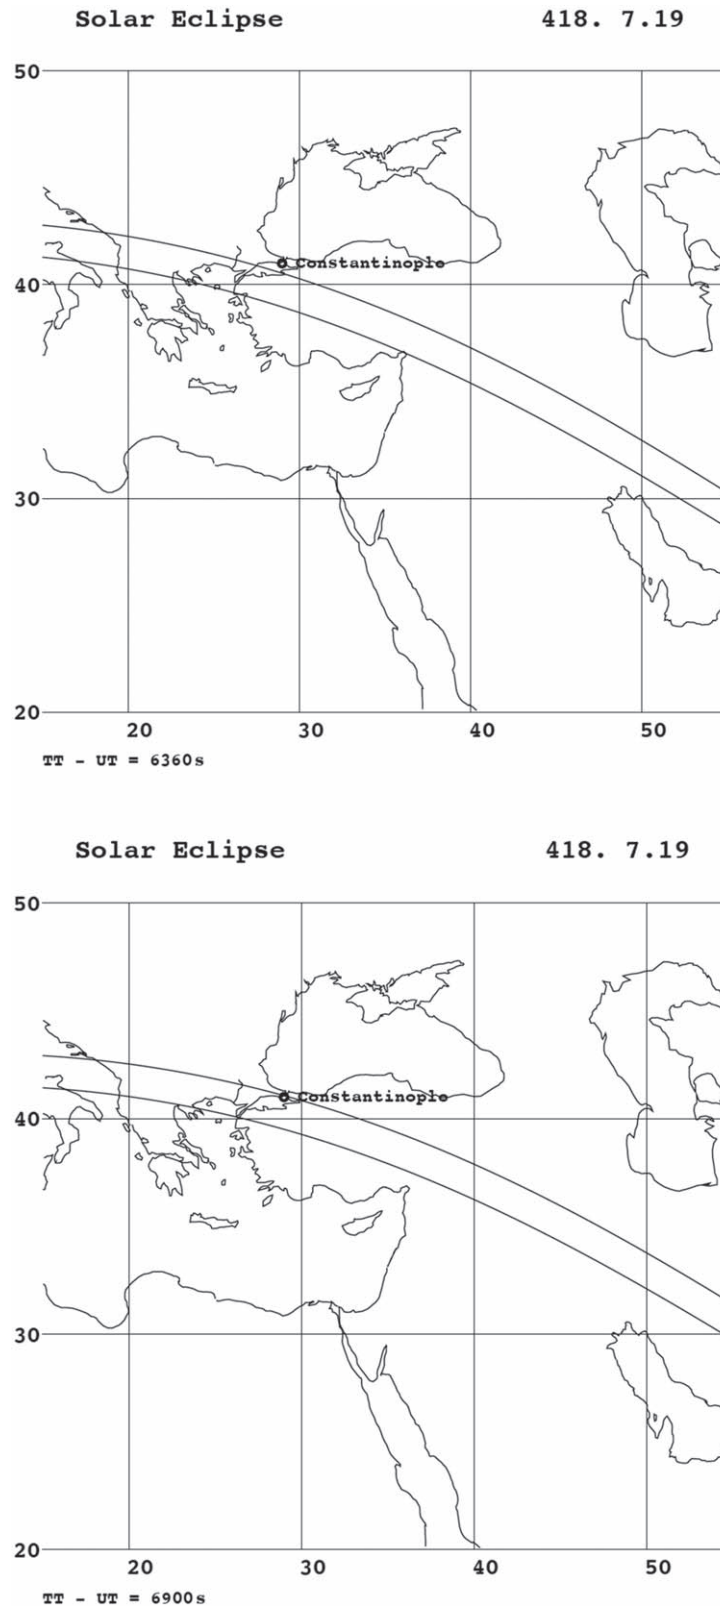 Solar Eclipse 418. 7.19
50
Constantinople
40
30
20
20 30 40 50
TT - UT = 6360s
Solar Eclipse 418. 7.19
50
Constantinople
40
30
20
20 30 40 50
TT - UT = 6900s